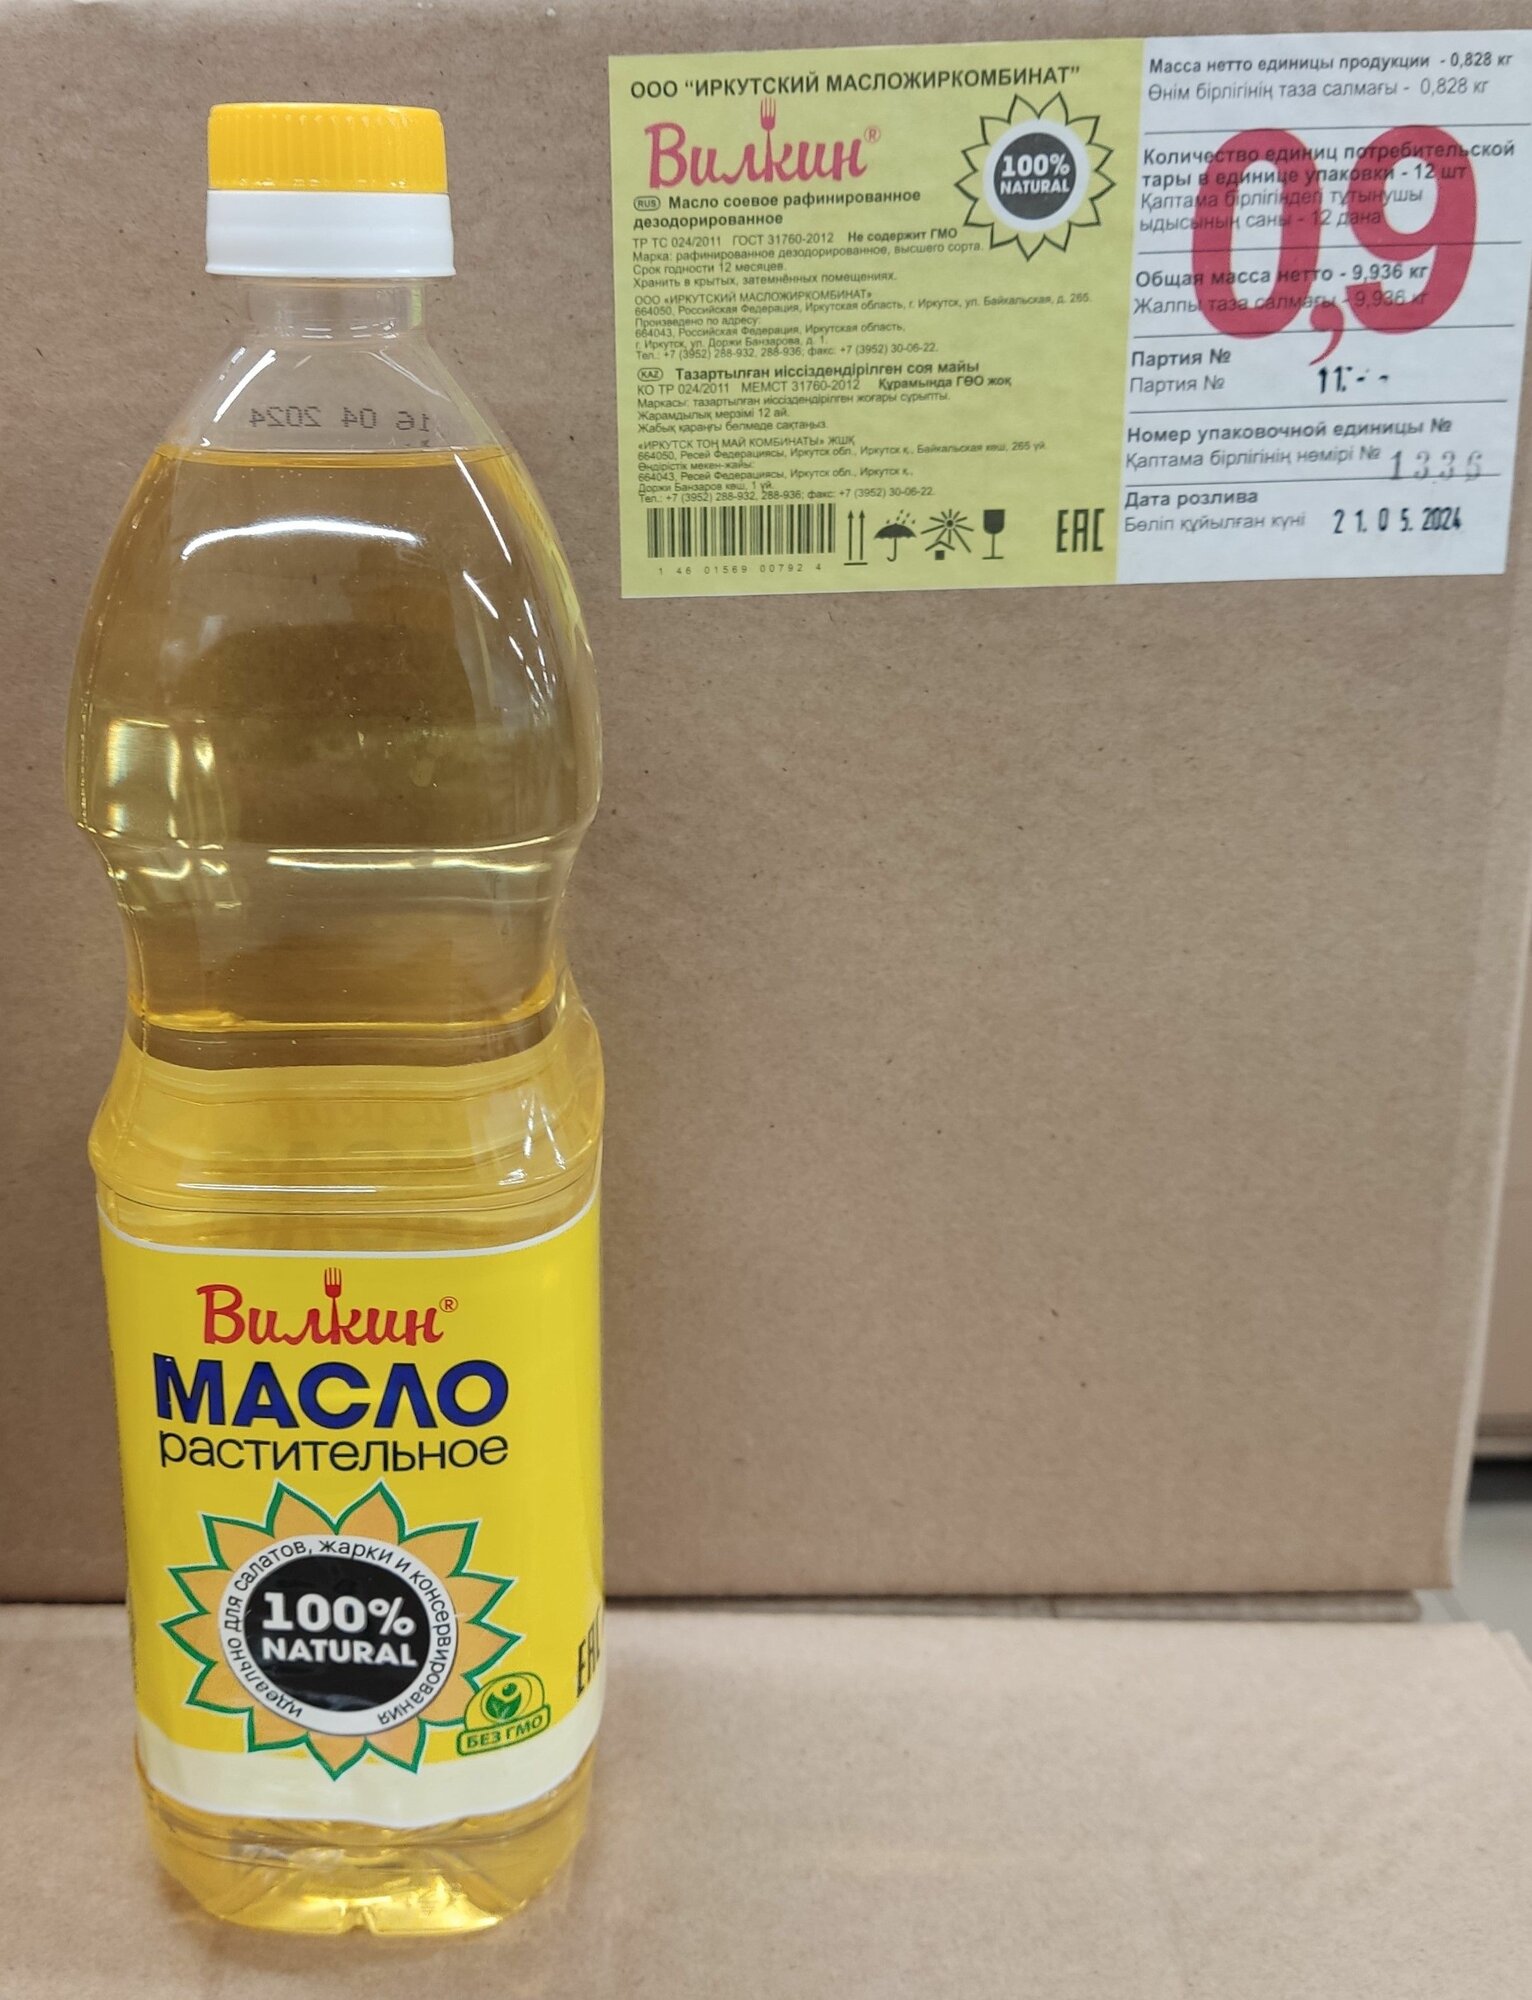 ООО "ИРКУТСКИЙ МАСЛОЖИРКОМБИНАТ"
Вилкин®
100%
NATURAL
RUS Масло соевое рафинированное
дезодорированное
ТР ТС 024/2011 ГОСТ 31760-2012 Не содержит ГМО
Марка: рафинированное дезодорированное, высшего сорта.
Срок годности 12 месяцев.
Хранить в крытых, затемнённых помещениях.
ООО «ИРКУТСКИЙ МАСЛОЖИРКОМБИНАТ»
664050, Российская Федерация, Иркутская область, г. Иркутск, ул. Байкальская, д. 265.
Произведено по адресу:
664043, Российская Федерация, Иркутская область,
г. Иркутск, ул. Доржи Банзарова, д. 1.
Тел.: +7 (3952) 288-932, 288-936; факс: +7 (3952) 30-06-22.
KAZ Тазартылған иіссіздендірілген соя майы
КО ТР 024/2011 МЕМСТ 31760-2012 Құрамында ГӨО жоқ
Маркасы: тазартылған иіссіздендірілген жоғары сұрыпты.
Жарамдылық мерзімі 12 ай.
Жабық қараңғы бөлмеде сақтаңыз.
«ИРКУТСК ТОҢ МАЙ КОМБИНАТЫ» ЖШҚ
664050, Ресей Федерациясы, Иркутск обл., Иркутск к., Байкальская көш, 265 үй.
Өндірістік мекен-жайы:
664043, Ресей Федерациясы, Иркутск обл., Иркутск к.,
Доржи Банзаров көш, 1 үй.
Тел.: +7 (3952) 288-932, 288-936; факс: +7 (3952) 30-06-22.
1 46 01569 00792 4
EAC
Масса нетто единицы продукции - 0,828 кг
Өнім бірлігінің таза салмағы - 0,828 кг
Количество единиц потребительской
тары в единице упаковки - 12 шт
Қаптама бірлігіндегі тұтынушы
ыдысының саны - 12 дана
0,9
Общая масса нетто - 9,936 кг
Жалпы таза салмағы - 9,936 кг
Партия №
Партия № 11.--
Номер упаковочной единицы №
Қаптама бірлігінің нөмірі № 1336
Дата розлива
Бөліп құйылған күні 21.05.2024
16 04 2024
Вилкин®
МАСЛО
растительное
идеально для салатов, жарки и консервирования
100%
NATURAL
БЕЗ ГМО
EAC